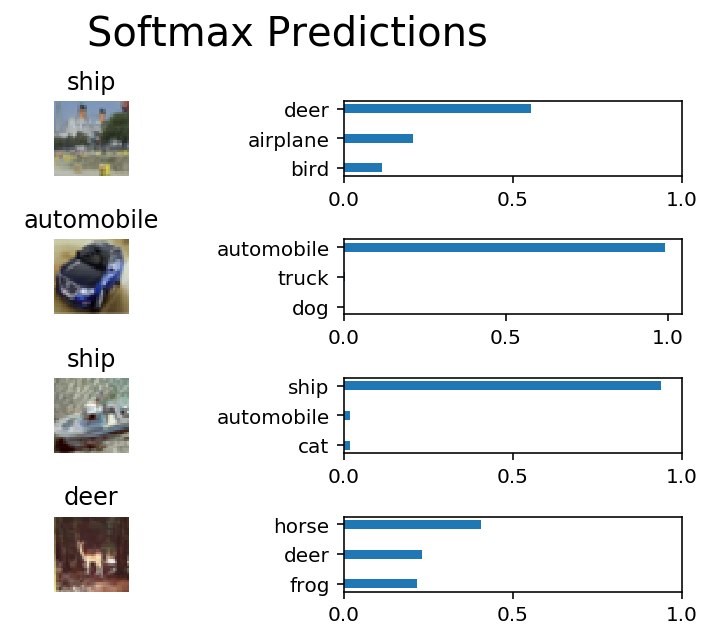 Softmax Predictions
ship
deer
airplane
bird
0.0 0.5 1.0
automobile
automobile
truck
dog
0.0 0.5 1.0
ship
ship
automobile
cat
0.0 0.5 1.0
deer
horse
deer
frog
0.0 0.5 1.0